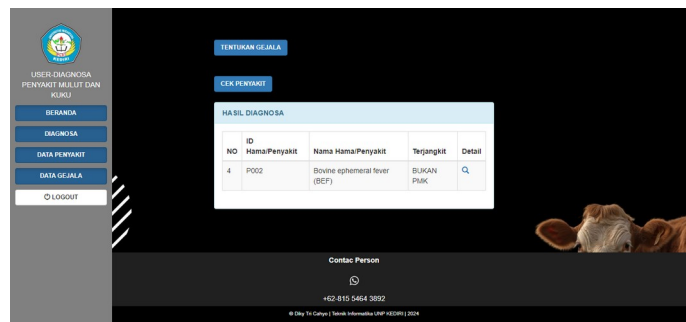 KEDIRI
USER-DIAGNOSA
PENYAKIT MULUT DAN
KUKU
BERANDA
DIAGNOSA
DATA PENYAKIT
DATA GEJALA
LOGOUT
TENTUKAN GEJALA
CEK PENYAKIT
HASIL DIAGNOSA
NO ID Hama/Penyakit Nama Hama/Penyakit Terjangkit Detail
4 P002 Bovine ephemeral fever BUKAN
(BEF) PMK
Contac Person
+62-815 5464 3892
© Diky Tri Cahyo | Teknik Informatika UNP KEDIRI | 2024